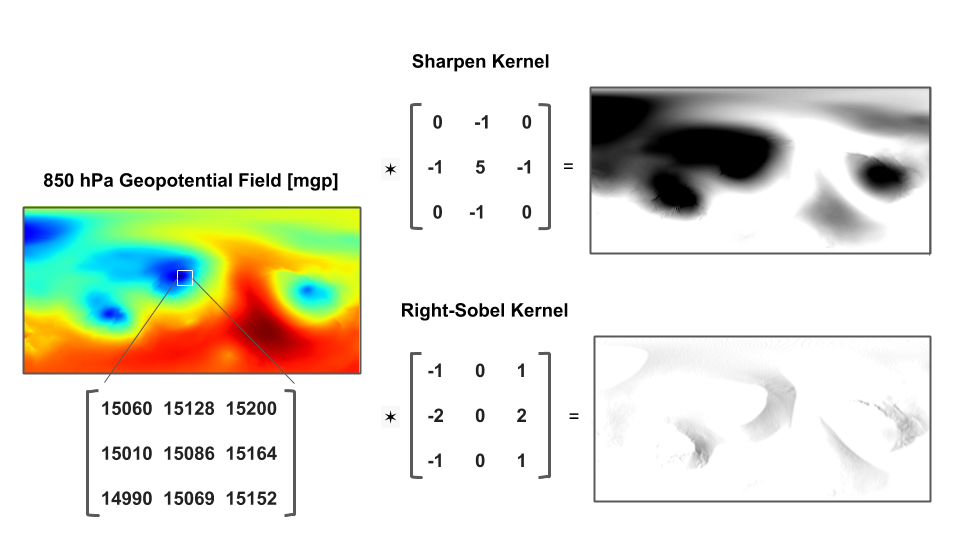 850 hPa Geopotential Field [mgp]
15060 15128 15200
15010 15086 15164
14990 15069 15152
Sharpen Kernel
✶
0 -1 0
-1 5 -1
0 -1 0
=
Right-Sobel Kernel
✶
-1 0 1
-2 0 2
-1 0 1
=